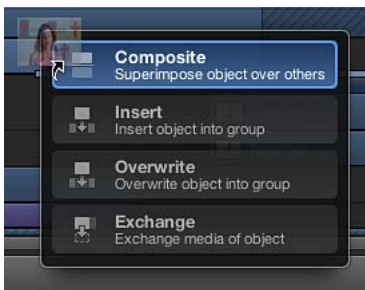 Composite
Superimpose object over others
Insert
Insert object into group
Overwrite
Overwrite object into group
Exchange
Exchange media of object